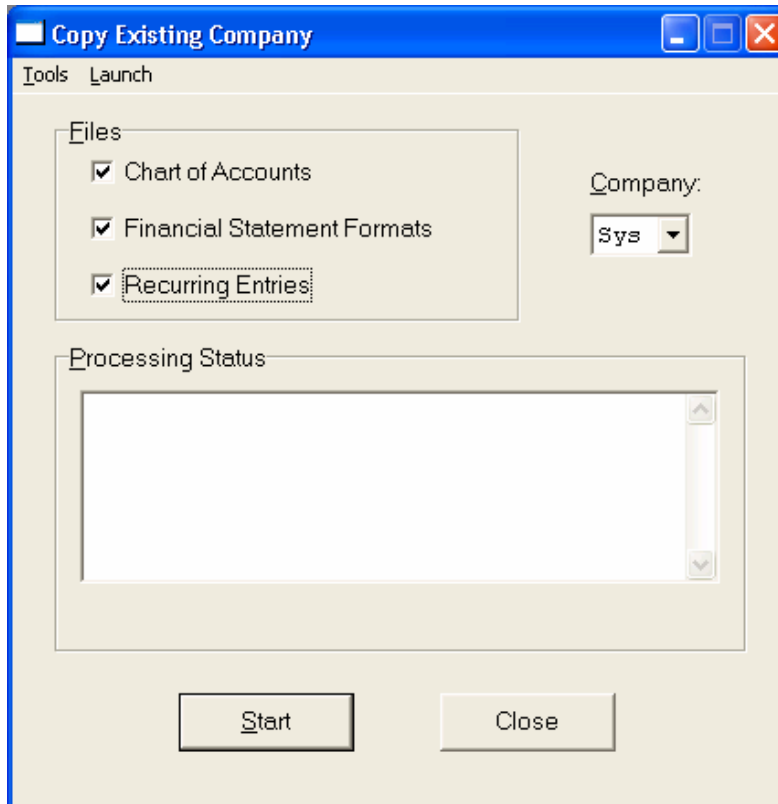 Copy Existing Company
Tools Launch
Files
Chart of Accounts
Financial Statement Formats
Recurring Entries
Company:
Sys
Processing Status
Start
Close